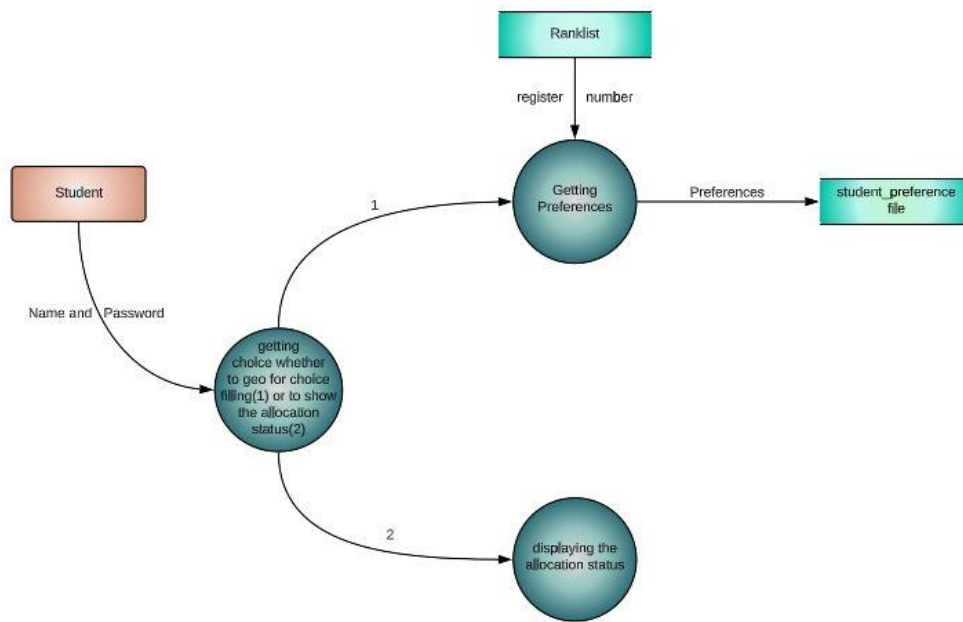 Ranklist
register number
Student
Getting
Preferences
Preferences
student_preference
file
1
Name and Password
getting
choice whether
to geo for choice
filling(1) or to show
the allocation
status(2)
2
displaying the
allocation status